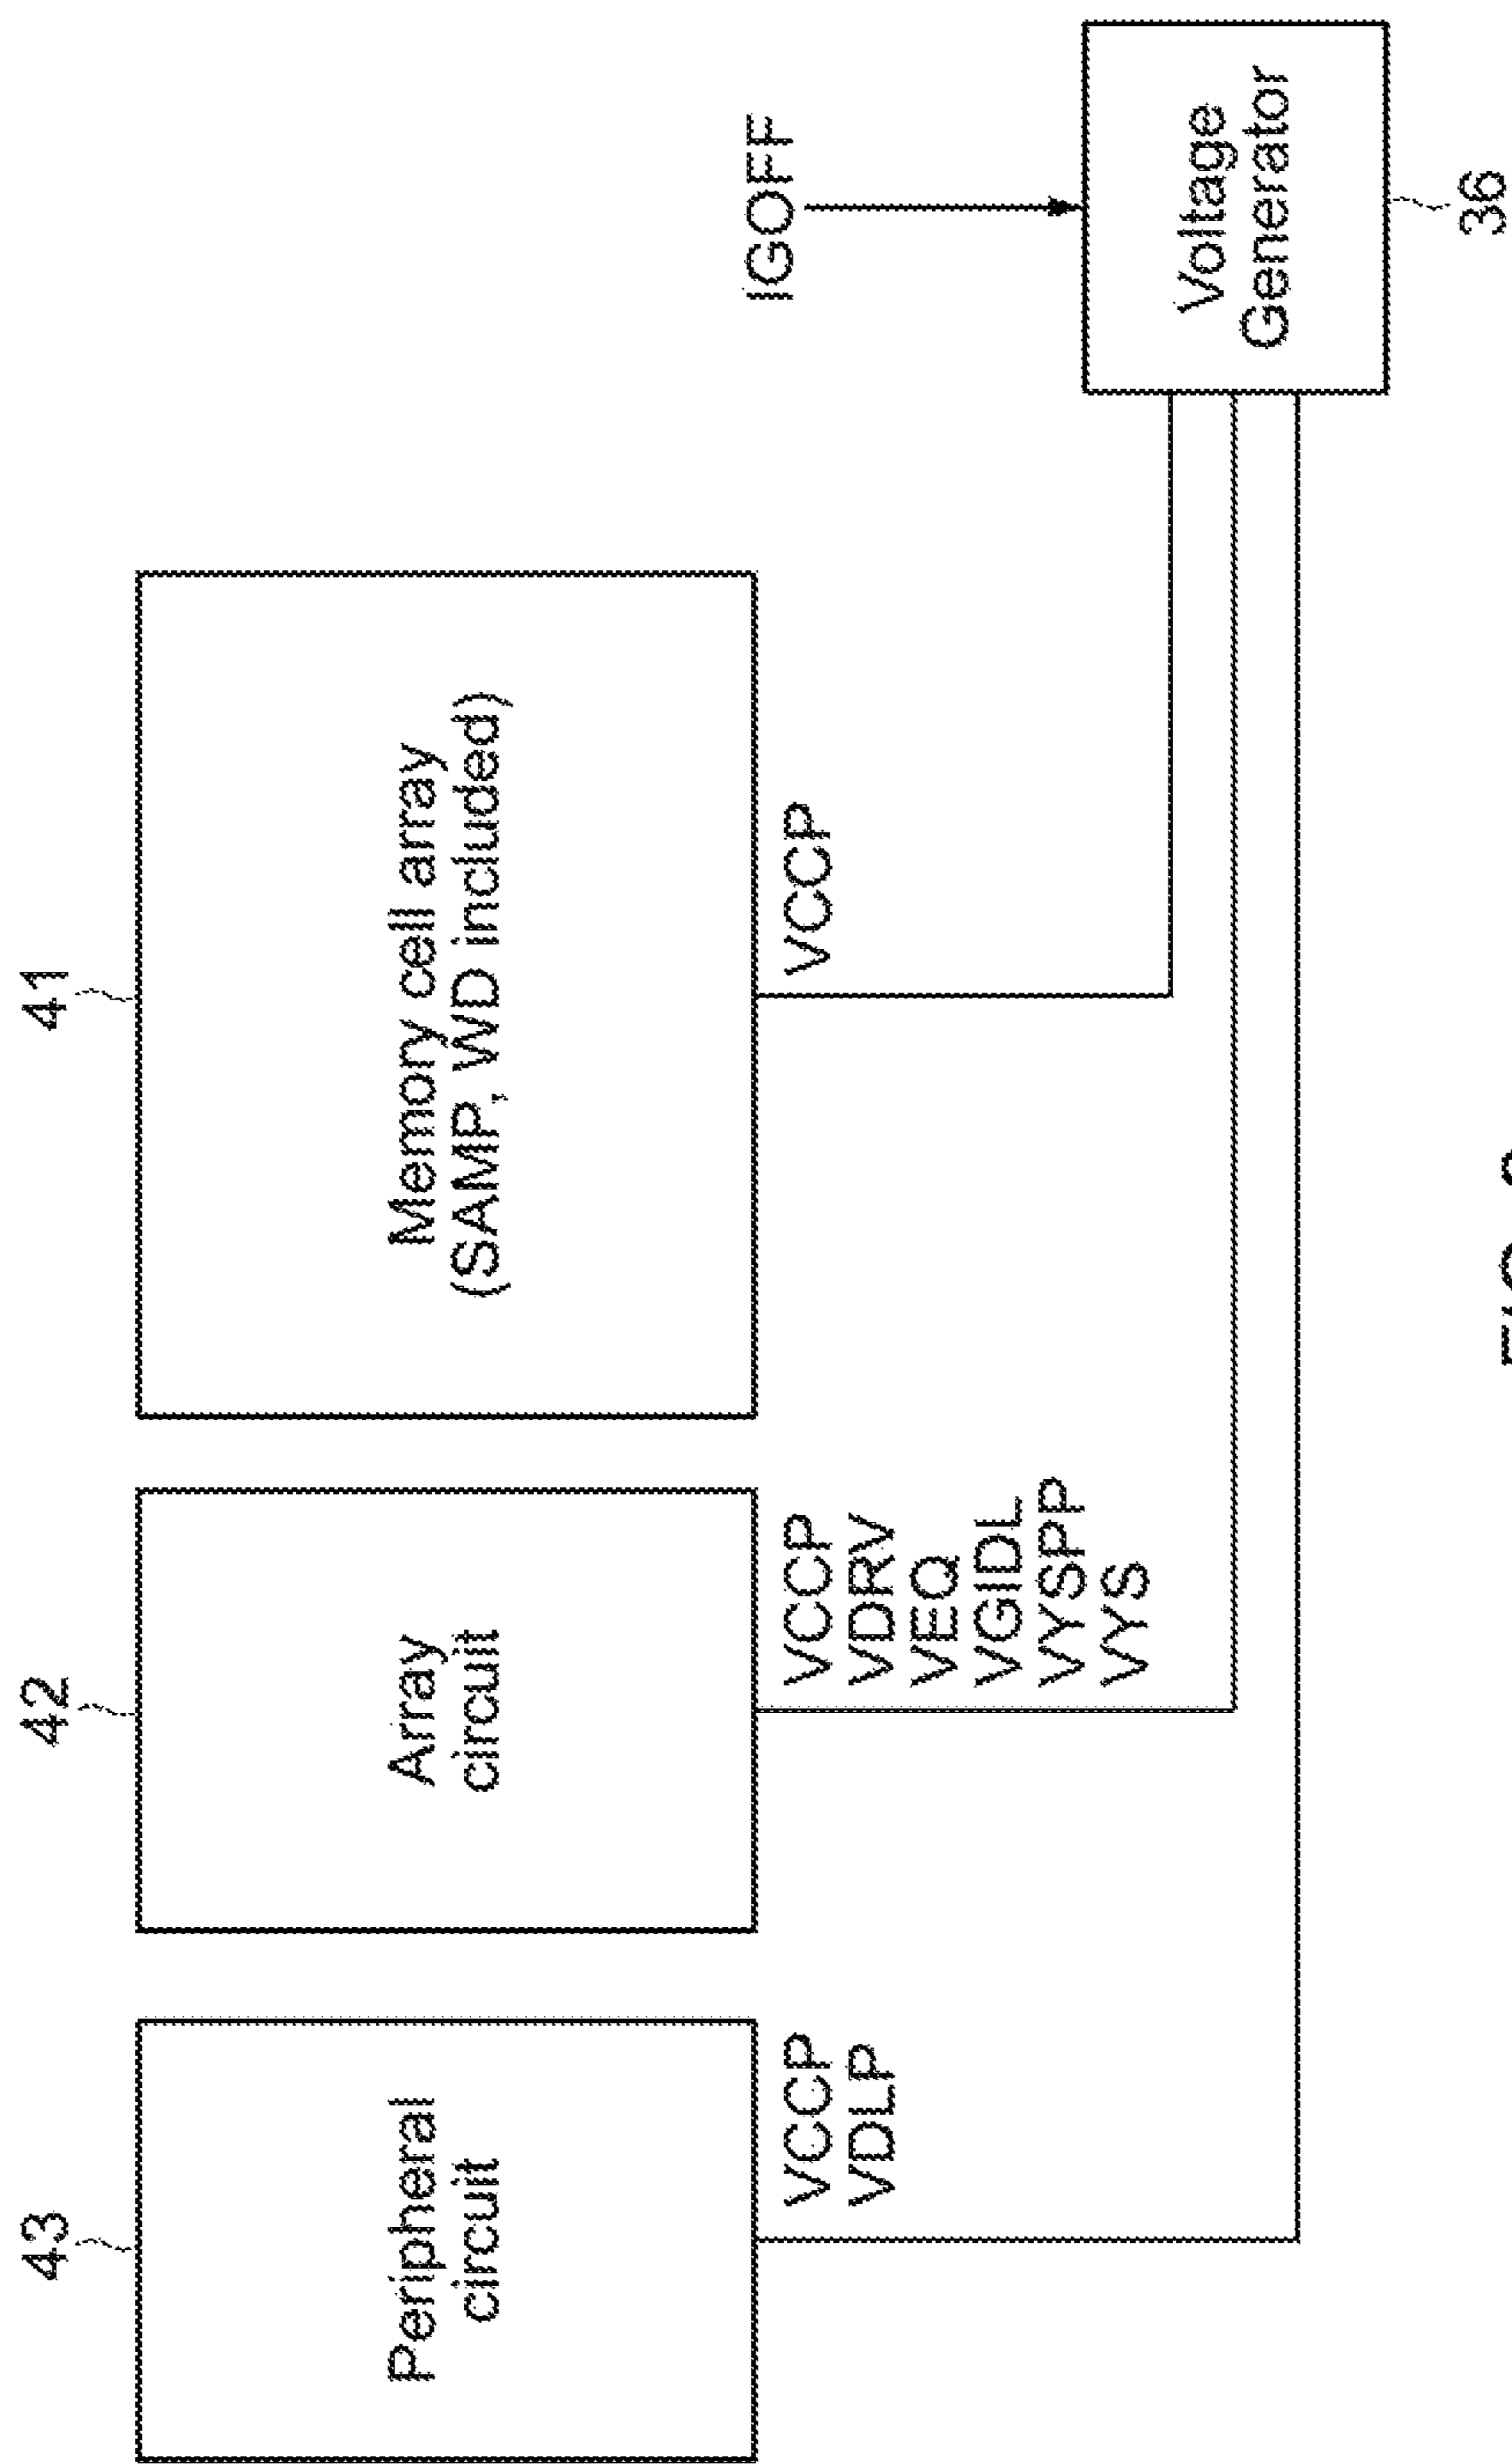 43
42
41
Peripheral
circuit
Array
circuit
Memory cell array
(SAMP, WD included)
VCCP
VDLP
VCCP
VDRV
VEQ
VGIDL
VYSPP
VYS
VCCP
IGOFF
Voltage
Generator
36